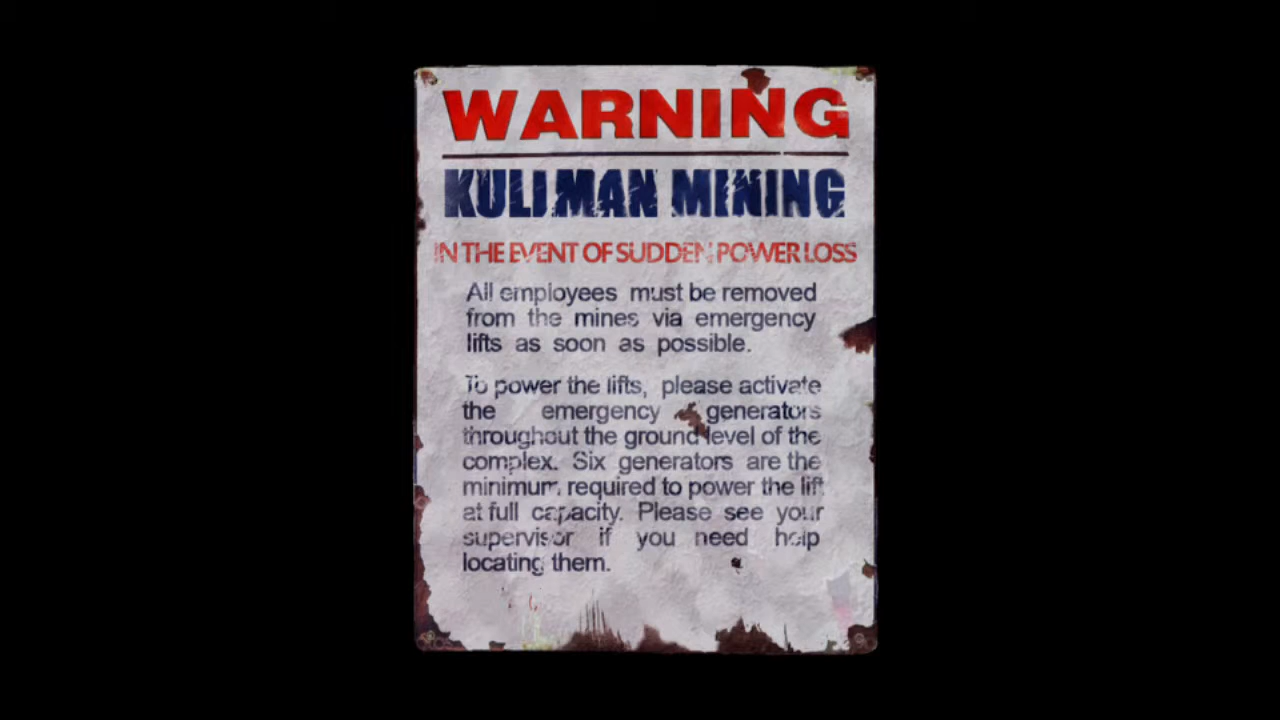 WARNING
KULLMAN MINING
IN THE EVENT OF SUDDEN POWER LOSS
All employees must be removed
from the mines via emergency
lifts as soon as possible.
To power the lifts, please activate
the emergency generators
throughout the ground level of the
complex. Six generators are the
minimum required to power the lift
at full capacity. Please see your
supervisor if you need help
locating them.